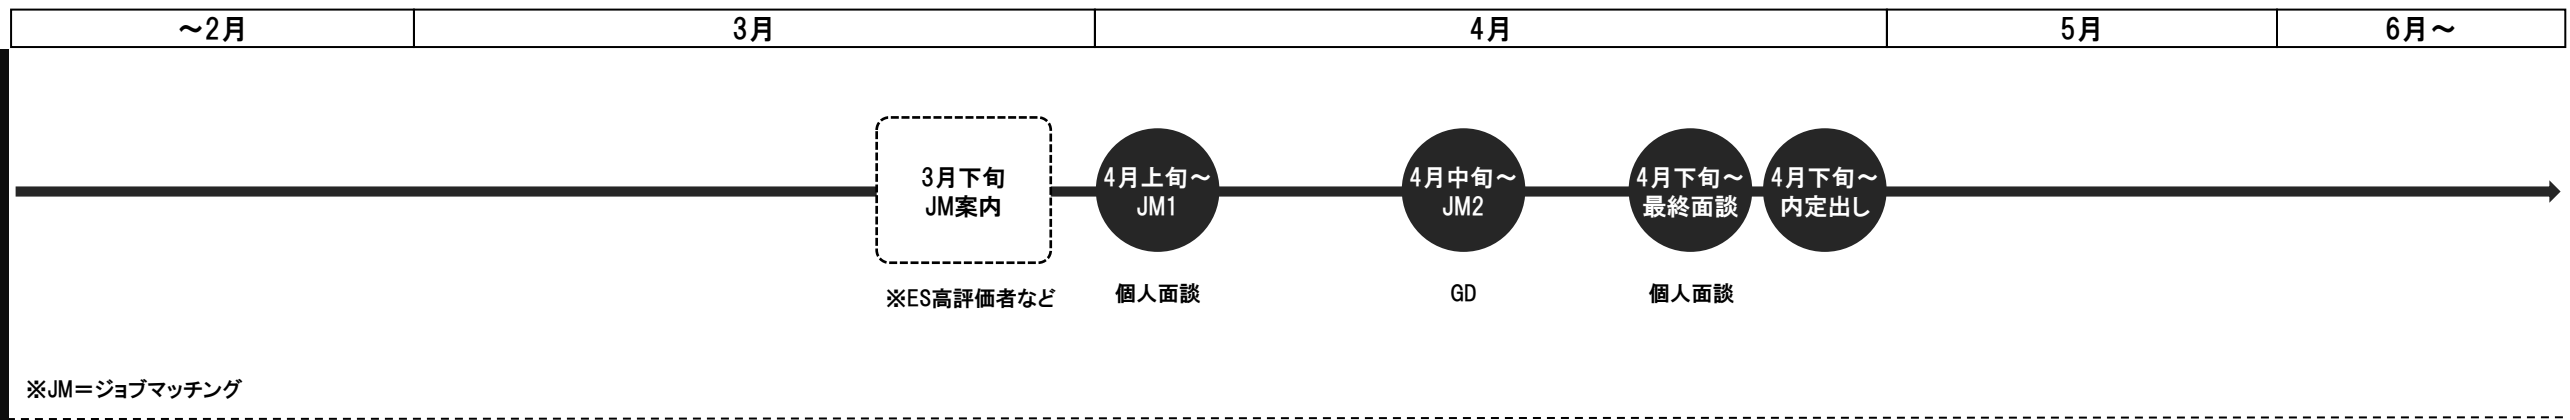 ～2月
3月
4月
5月
6月～
3月下旬
JM案内
4月上旬～
JM1
4月中旬～
JM2
4月下旬～
最終面談
4月下旬～
内定出し
※ES高評価者など
個人面談
GD
個人面談
※JM＝ジョブマッチング